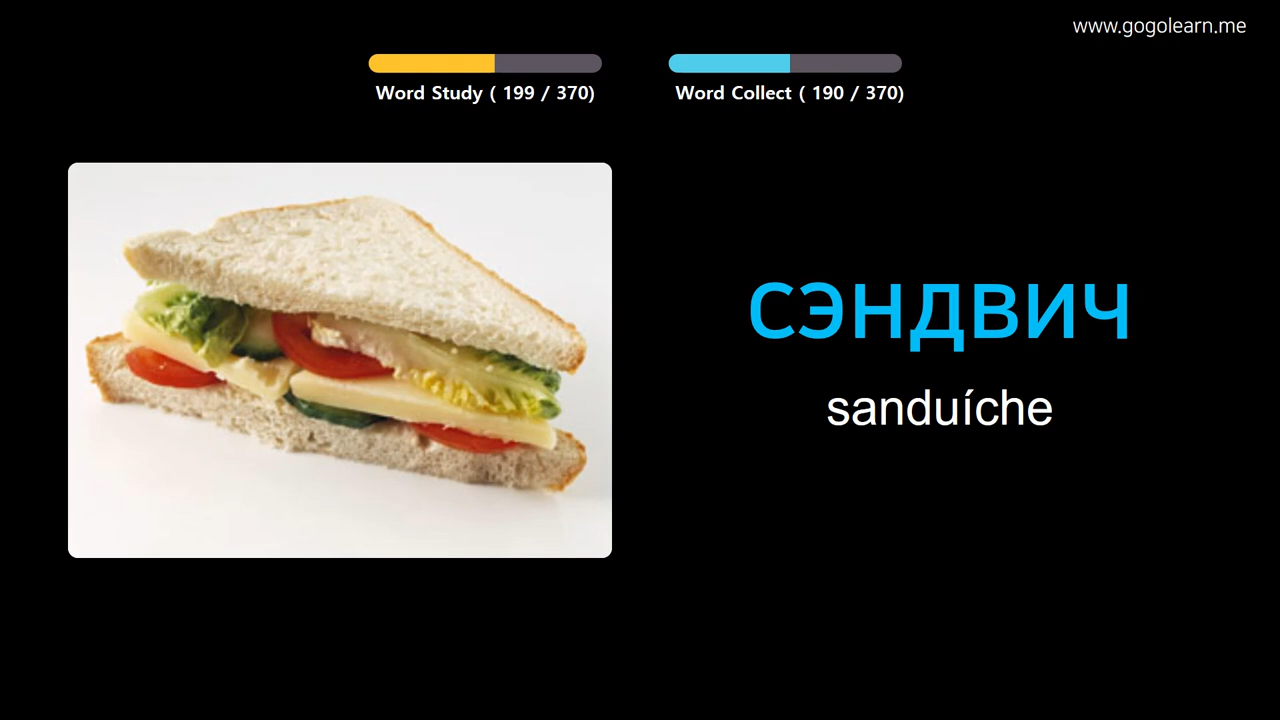 www.gogolearn.me
Word Study ( 199 / 370)
Word Collect ( 190 / 370)
сэндвич
sanduíche